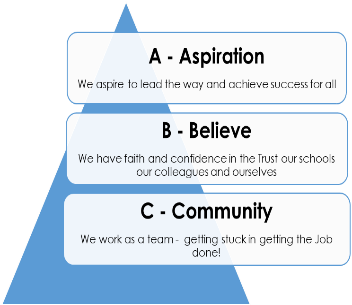 A - Aspiration
We aspire to lead the way and achieve success for all
B - Believe
We have faith and confidence in the Trust our schools
our colleagues and ourselves
C - Community
We work as a team - getting stuck in getting the Job
done!